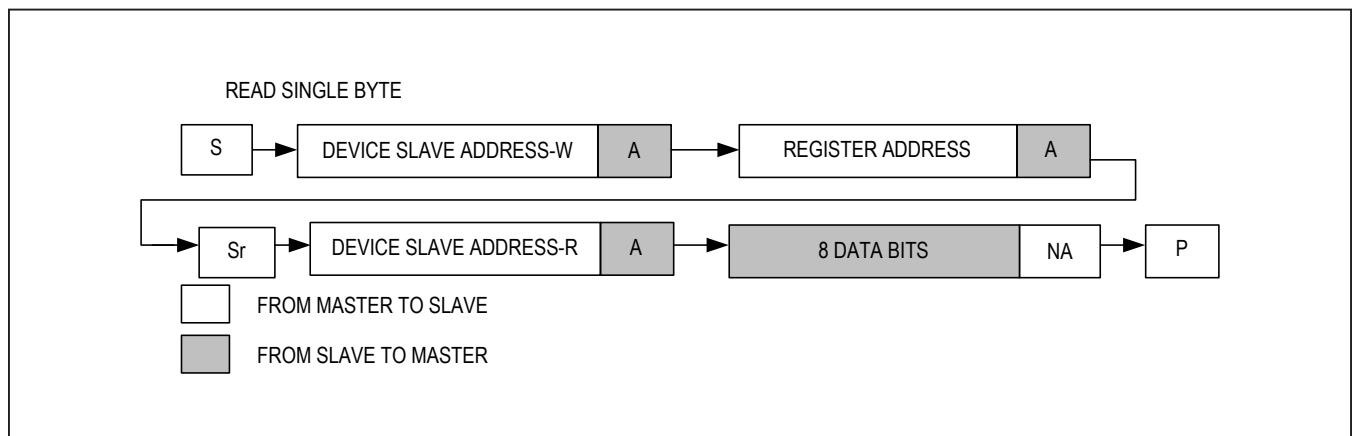 READ SINGLE BYTE
S DEVICE SLAVE ADDRESS-W A REGISTER ADDRESS A
Sr DEVICE SLAVE ADDRESS-R A 8 DATA BITS NA P
FROM MASTER TO SLAVE
FROM SLAVE TO MASTER